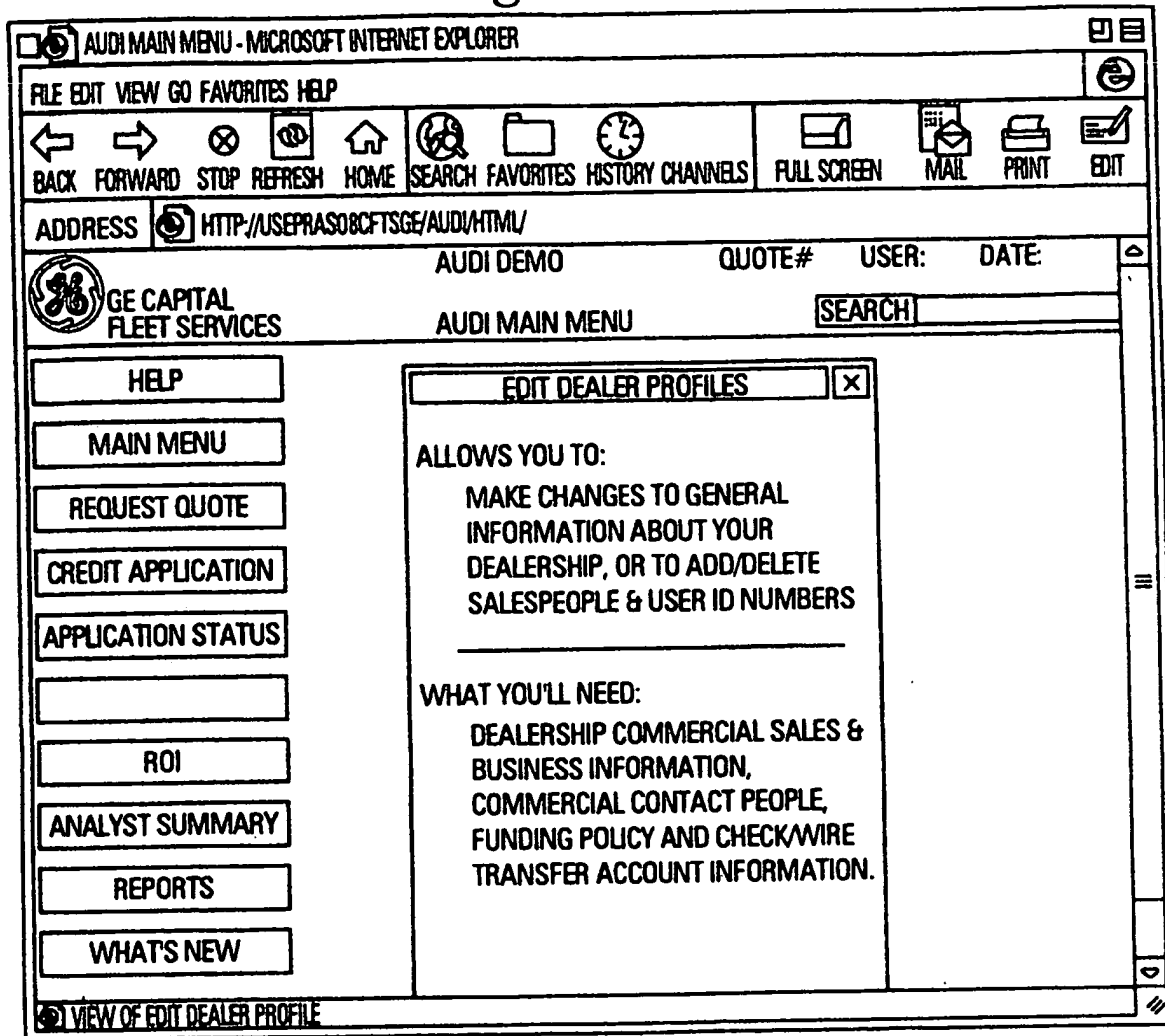 AUDI MAIN MENU - MICROSOFT INTERNET EXPLORER
FILE EDIT VIEW GO FAVORITES HELP
BACK FORWARD STOP REFRESH HOME SEARCH FAVORITES HISTORY CHANNELS FULL SCREEN MAIL PRINT EDIT
ADDRESS HTTP://USEPRAS08CFTSGE/AUDI/HTML/
AUDI DEMO QUOTE# USER: DATE:
GE CAPITAL
FLEET SERVICES
AUDI MAIN MENU SEARCH
HELP
MAIN MENU
REQUEST QUOTE
CREDIT APPLICATION
APPLICATION STATUS
ROI
ANALYST SUMMARY
REPORTS
WHAT'S NEW
EDIT DEALER PROFILES X
ALLOWS YOU TO:
MAKE CHANGES TO GENERAL
INFORMATION ABOUT YOUR
DEALERSHIP, OR TO ADD/DELETE
SALESPEOPLE & USER ID NUMBERS
WHAT YOU'LL NEED:
DEALERSHIP COMMERCIAL SALES &
BUSINESS INFORMATION,
COMMERCIAL CONTACT PEOPLE,
FUNDING POLICY AND CHECK/WIRE
TRANSFER ACCOUNT INFORMATION.
VIEW OF EDIT DEALER PROFILE